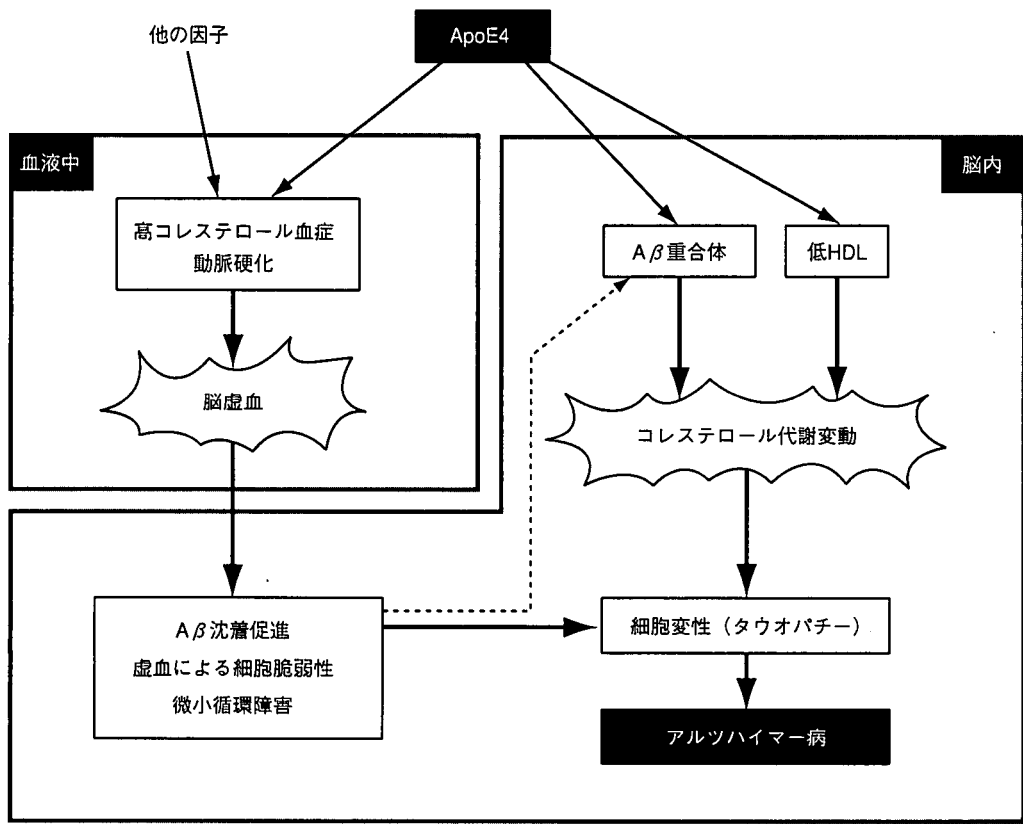 他の因子
ApoE4
血液中
脳内
高コレステロール血症
動脈硬化
Aβ重合体
低HDL
脳虚血
コレステロール代謝変動
Aβ沈着促進
虚血による細胞脆弱性
微小循環障害
細胞変性（タウオパチー）
アルツハイマー病